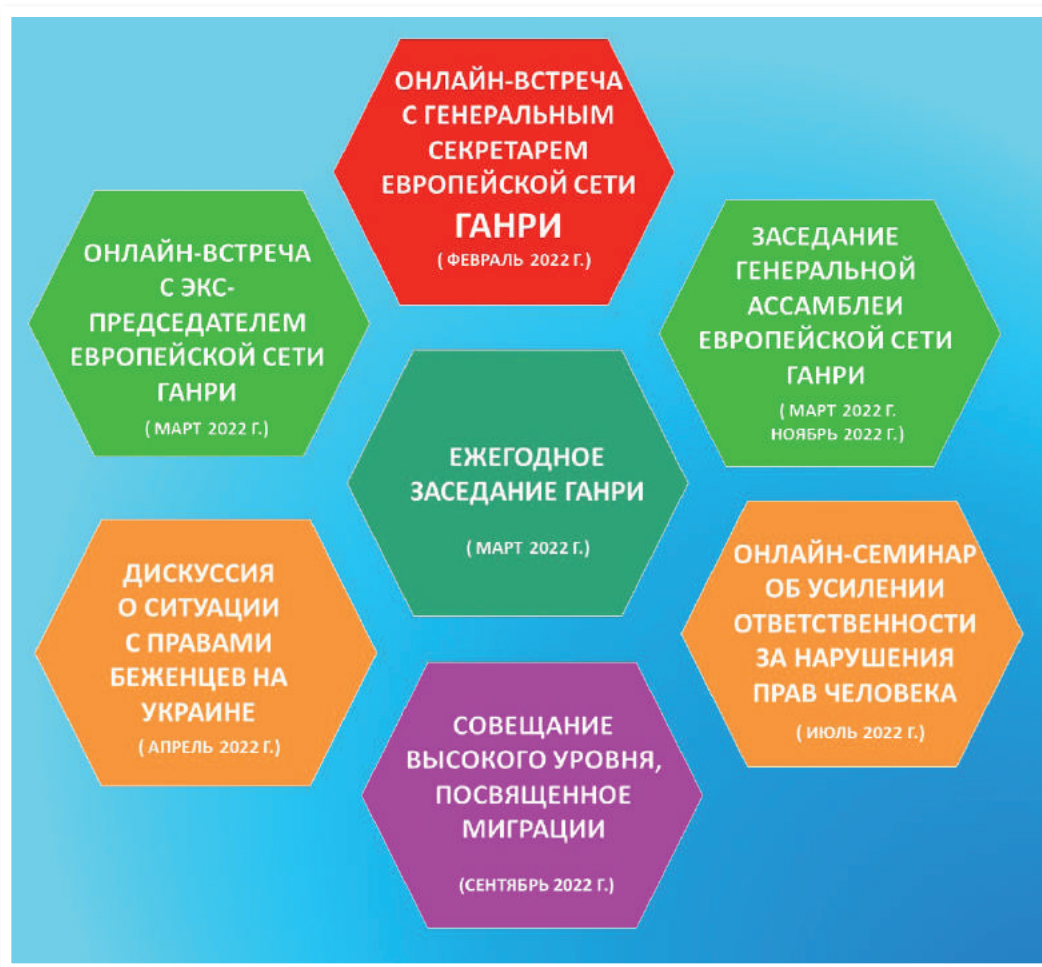 ОНЛАЙН-ВСТРЕЧА
С ГЕНЕРАЛЬНЫМ
СЕКРЕТАРЕМ
ЕВРОПЕЙСКОЙ СЕТИ
ГАНРИ
( ФЕВРАЛЬ 2022 Г.)
ОНЛАЙН-ВСТРЕЧА
С ЭКС-
ПРЕДСЕДАТЕЛЕМ
ЕВРОПЕЙСКОЙ СЕТИ
ГАНРИ
( МАРТ 2022 Г.)
ЗАСЕДАНИЕ
ГЕНЕРАЛЬНОЙ
АССАМБЛЕИ
ЕВРОПЕЙСКОЙ СЕТИ
ГАНРИ
( МАРТ 2022 Г.
НОЯБРЬ 2022 Г.)
ЕЖЕГОДНОЕ
ЗАСЕДАНИЕ ГАНРИ
( МАРТ 2022 Г.)
ДИСКУССИЯ
О СИТУАЦИИ
С ПРАВАМИ
БЕЖЕНЦЕВ НА
УКРАИНЕ
( АПРЕЛЬ 2022 Г.)
ОНЛАЙН-СЕМИНАР
ОБ УСИЛЕНИИ
ОТВЕТСТВЕННОСТИ
ЗА НАРУШЕНИЯ
ПРАВ ЧЕЛОВЕКА
( ИЮЛЬ 2022 Г.)
СОВЕЩАНИЕ
ВЫСОКОГО УРОВНЯ,
ПОСВЯЩЕННОЕ
МИГРАЦИИ
(СЕНТЯБРЬ 2022 Г.)